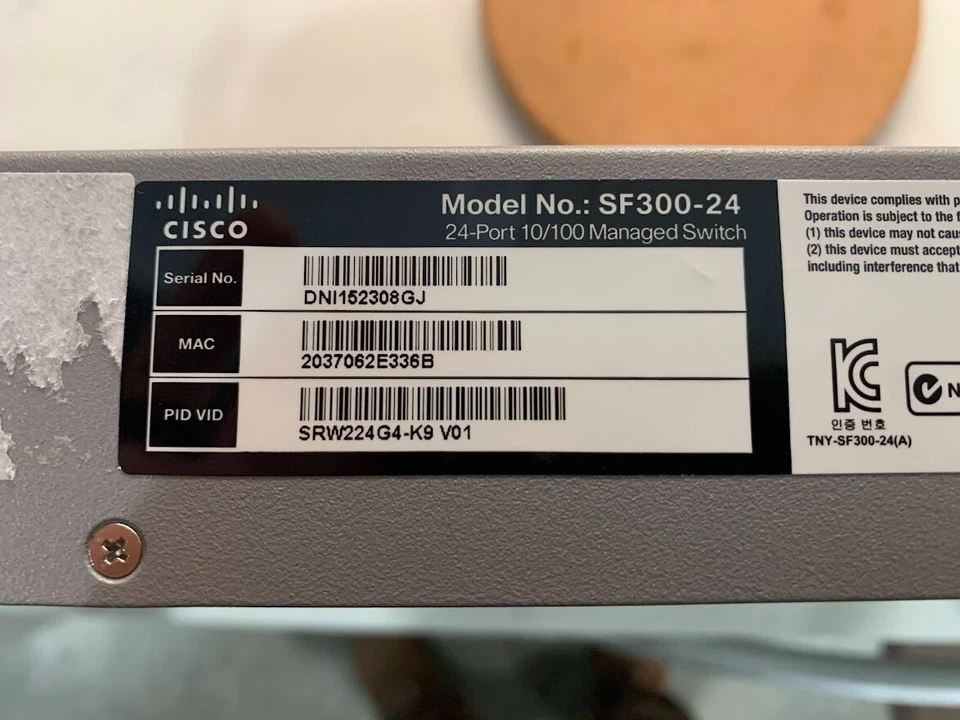 CISCO
Model No.: SF300-24
24-Port 10/100 Managed Switch
Serial No.
DNI152308GJ
MAC
2037062E336B
PID VID
SRW224G4-K9 V01
This device complies with p
Operation is subject to the f
(1) this device may not cau
(2) this device must accept
including interference that
인증 번호
TNY-SF300-24(A)
N